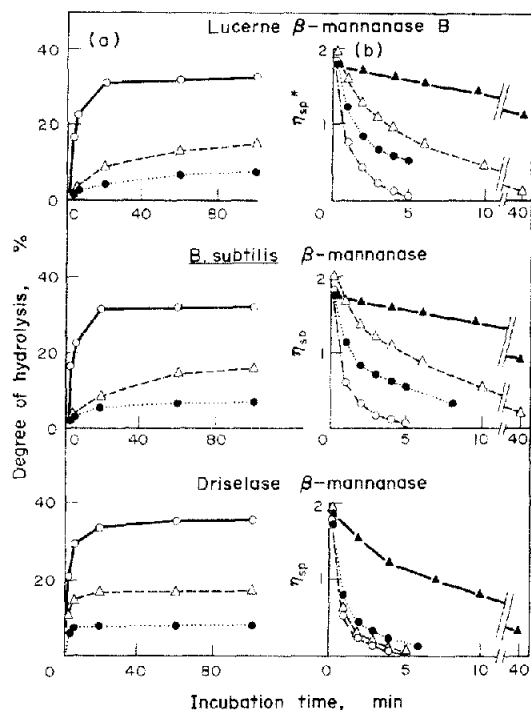 Lucerne β-mannanase B
(a)
(b)
40
20
0
0 40 80
2
η sp*
1
0
0 5 10 40
B. subtilis β-mannanase
40
20
0
0 40 80
2
η sp
1
0
0 5 10 40
Driselase β-mannanase
40
20
0 40 80
2
η sp
1
0 5 10 40
Degree of hydrolysis, %
Incubation time, min